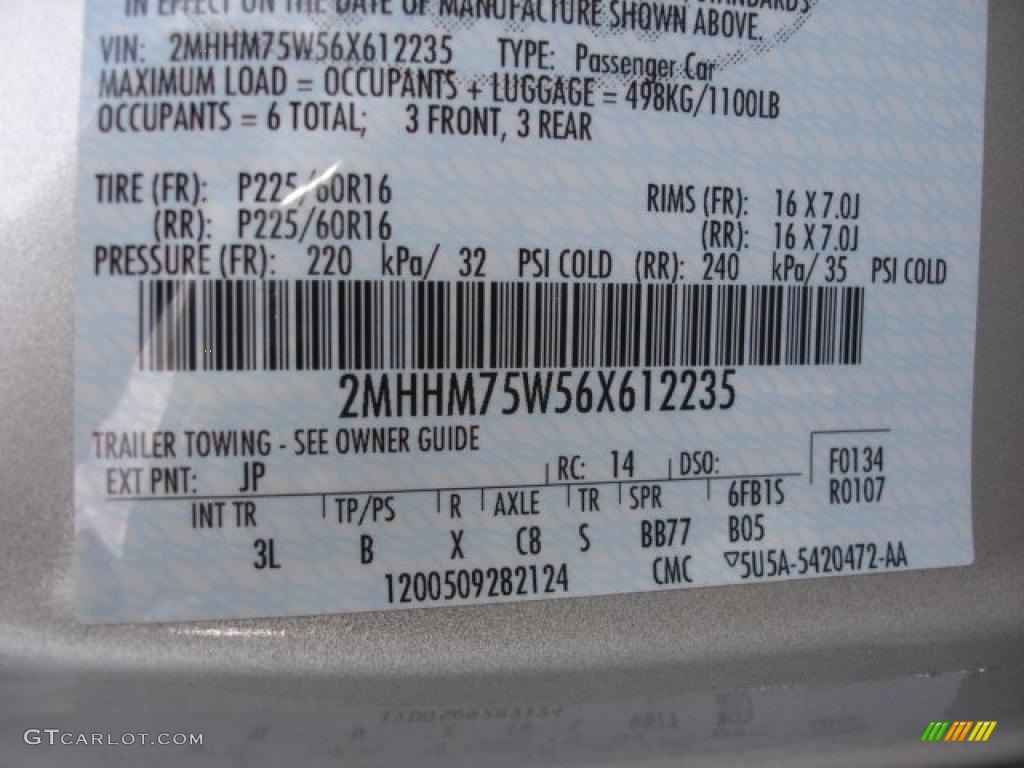 IN EFFECT ON THE DATE OF MANUFACTURE SHOWN ABOVE.
VIN: 2MHHM75W56X612235 TYPE: Passenger Car
MAXIMUM LOAD = OCCUPANTS + LUGGAGE = 498KG/1100LB
OCCUPANTS = 6 TOTAL; 3 FRONT, 3 REAR
TIRE (FR): P225/60R16 RIMS (FR): 16 X 7.0J
(RR): P225/60R16 (RR): 16 X 7.0J
PRESSURE (FR): 220 kPa/ 32 PSI COLD (RR): 240 kPa/ 35 PSI COLD
2MHHM75W56X612235
TRAILER TOWING - SEE OWNER GUIDE
EXT PNT: JP RC: 14 DSO: F0134
INT TR TP/PS R AXLE TR SPR 6FB1S R0107
3L B X C8 S BB77 B05
1200509282124 CMC 5U5A-5420472-AA
GTCARLOT.COM